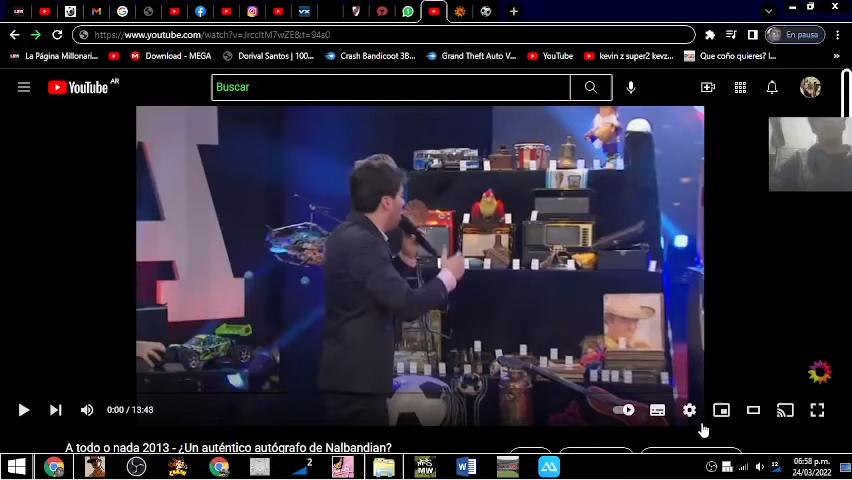 https://www.youtube.com/watch?v=JrccltM7wZE&t=940s
En pausa
La Página Millonari...
Download - MEGA
Dorival Santos | VK
Crash Bandicoot 3B...
Grand Theft Auto V...
YouTube
kevin z super2 kevz...
Que coño quieres? l...
YouTube AR
Buscar
0:00 / 13:43
A todo o nada 2013 - ¿Un auténtico autógrafo de Nalbandian?
06:58 p.m.
24/03/2022